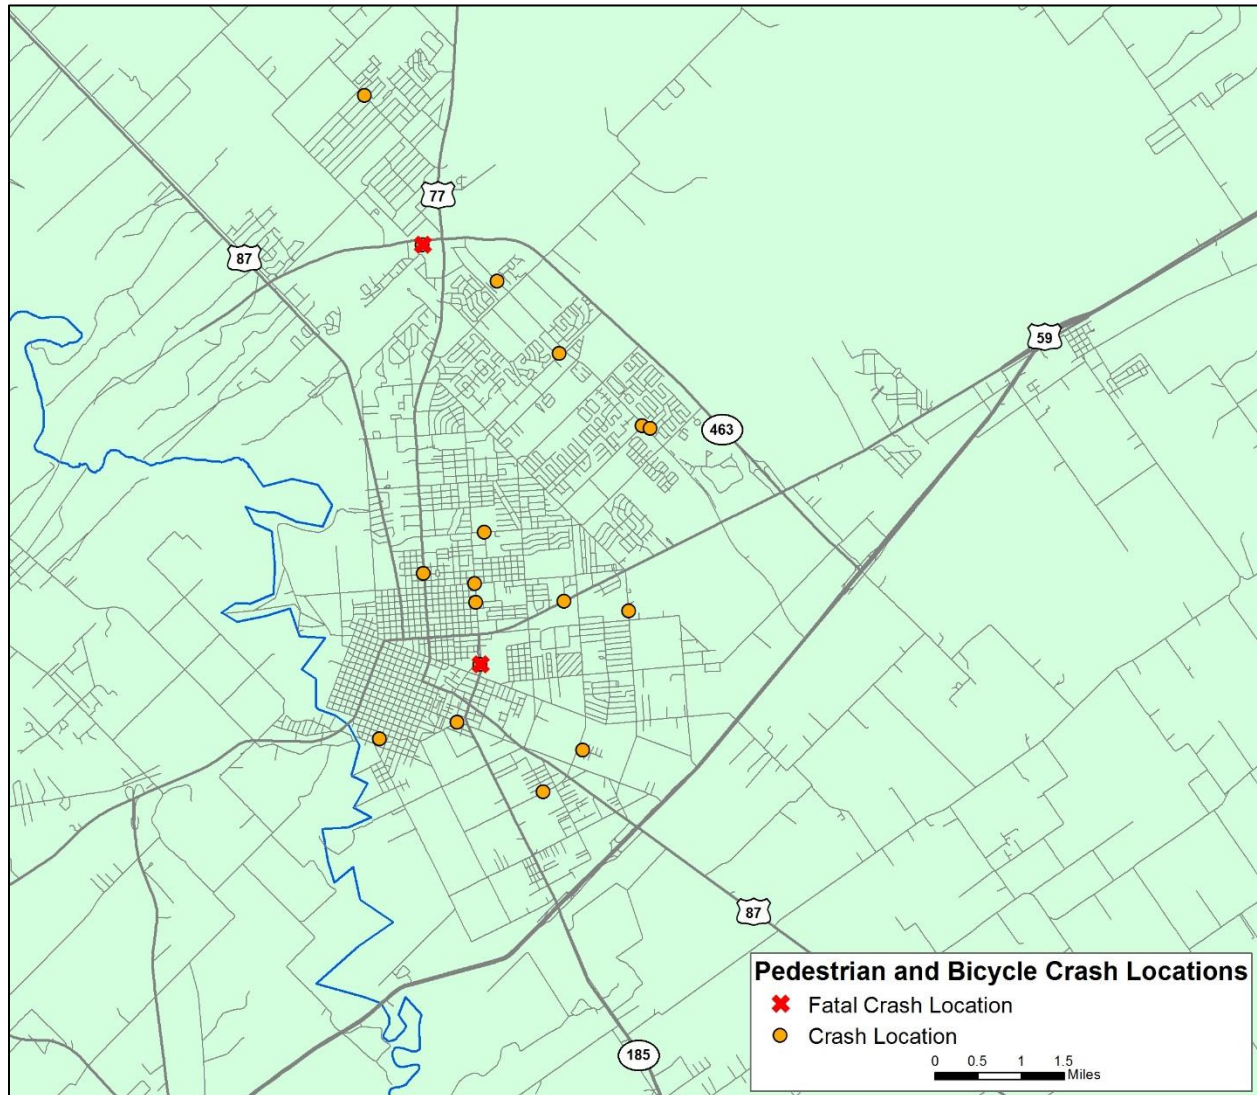 77
87
59
463
87
185
Pedestrian and Bicycle Crash Locations
Fatal Crash Location
Crash Location
0 0.5 1 1.5
Miles